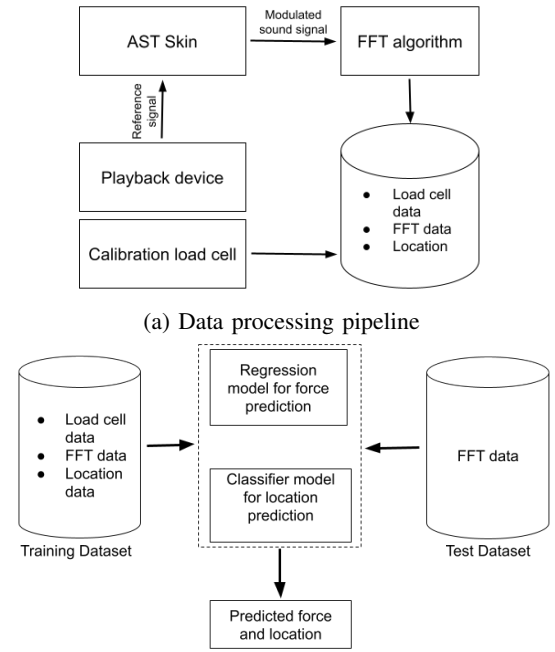 AST Skin
Modulated
sound signal
FFT algorithm
Reference
signal
Playback device
Calibration load cell
● Load cell
data
● FFT data
● Location
(a) Data processing pipeline
Regression
model for force
prediction
● Load cell
data
● FFT data
● Location
data
Training Dataset
Classifier model
for location
prediction
FFT data
Test Dataset
Predicted force
and location